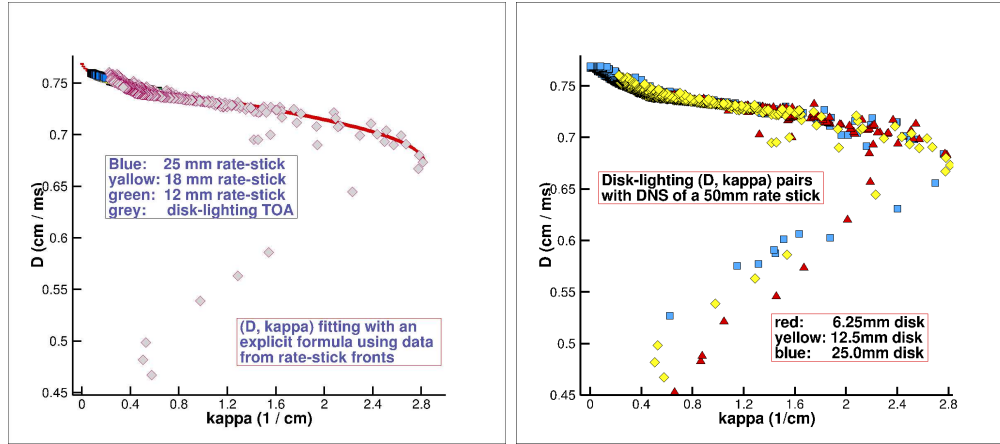 0.75
0.7
0.65
0.6
0.55
0.5
0.45
D (cm / ms)
Blue: 25 mm rate-stick
yallow: 18 mm rate-stick
green: 12 mm rate-stick
grey: disk-lighting TOA
(D, kappa) fitting with an
explicit formula using data
from rate-stick fronts
0 0.4 0.8 1.2 1.6 2 2.4 2.8
kappa (1 / cm)
0.75
0.7
0.65
0.6
0.55
0.5
0.45
D (cm / ms)
Disk-lighting (D, kappa) pairs
with DNS of a 50mm rate stick
red: 6.25mm disk
yellow: 12.5mm disk
blue: 25.0mm disk
0 0.4 0.8 1.2 1.6 2 2.4 2.8
kappa (1/cm)